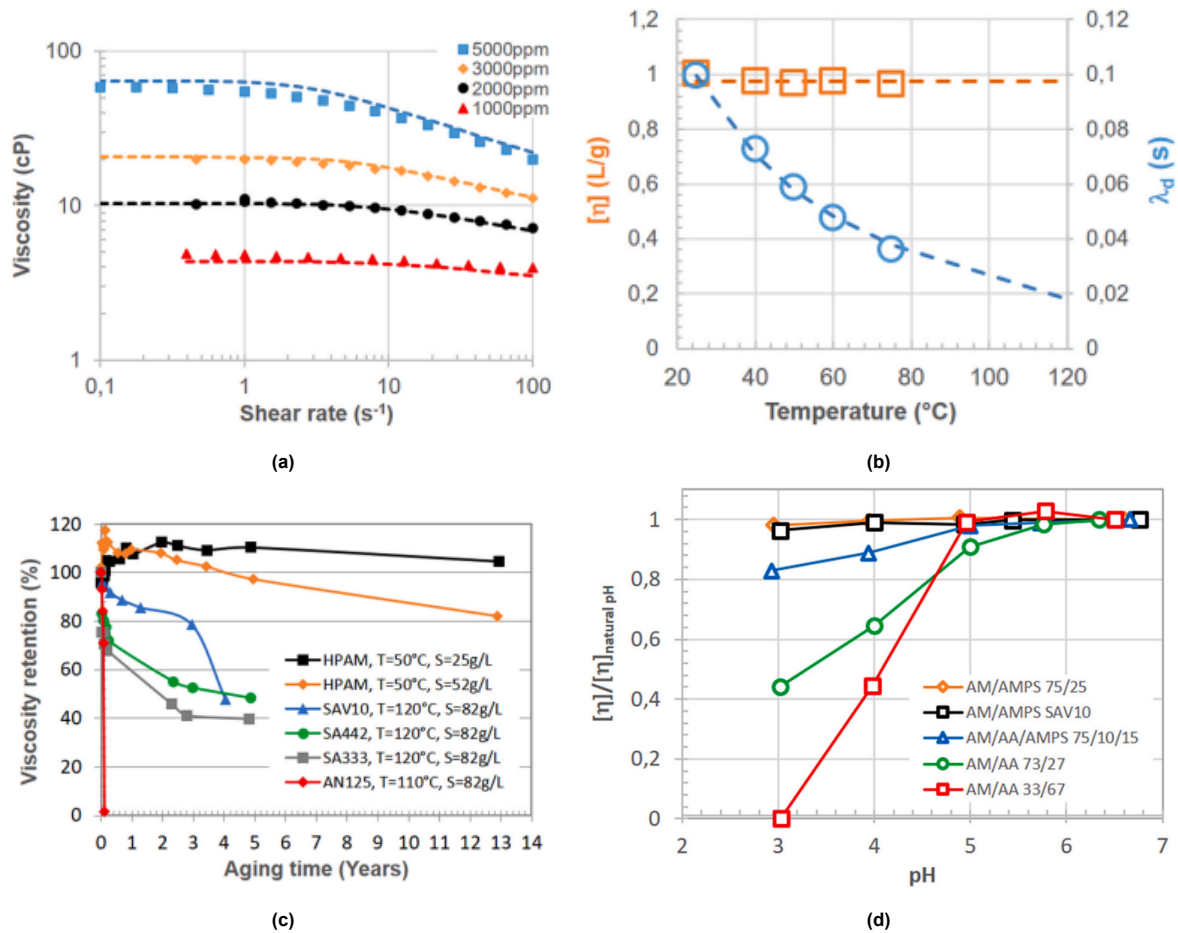 100
10
1
0,1
1
10
100
Viscosity (cP)
Shear rate (s⁻¹)
5000ppm
3000ppm
2000ppm
1000ppm
(a)
1,2
1
0,8
0,6
0,4
0,2
0
[η] (L/g)
0,12
0,10
0,08
0,06
0,04
0,02
0,00
λd (s)
20
40
60
80
100
120
Temperature (°C)
(b)
120
100
80
60
40
20
0
Viscosity retention (%)
HPAM, T=50°C, S=25g/L
HPAM, T=50°C, S=52g/L
SAV10, T=120°C, S=82g/L
SA442, T=120°C, S=82g/L
SA333, T=120°C, S=82g/L
AN125, T=110°C, S=82g/L
0 1 2 3 4 5 6 7 8 9 10 11 12 13 14
Aging time (Years)
(c)
1
0,8
0,6
0,4
0,2
0
[η]/[η]natural pH
AM/AMPS 75/25
AM/AMPS SAV10
AM/AA/AMPS 75/10/15
AM/AA 73/27
AM/AA 33/67
2
3
4
5
6
7
pH
(d)